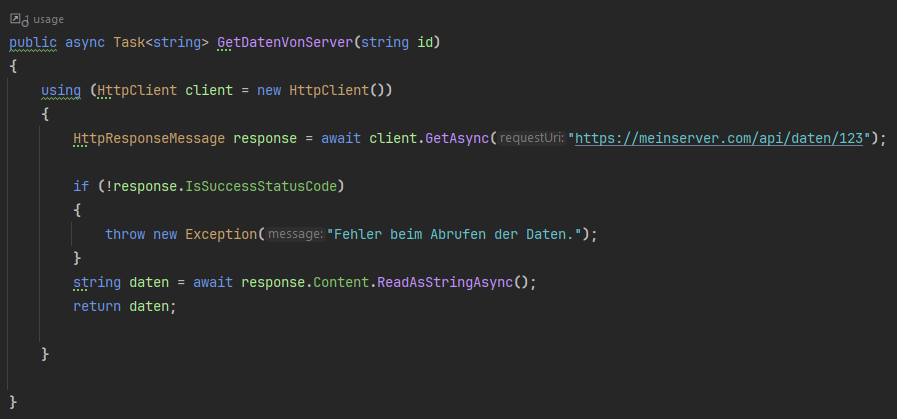 usage
public async Task<string> GetDatenVonServer(string id)
{
using (HttpClient client = new HttpClient())
{
HttpResponseMessage response = await client.GetAsync(requestUri: "https://meinserver.com/api/daten/123");
if (!response.IsSuccessStatusCode)
{
throw new Exception(message: "Fehler beim Abrufen der Daten.");
}
string daten = await response.Content.ReadAsStringAsync();
return daten;
}
}